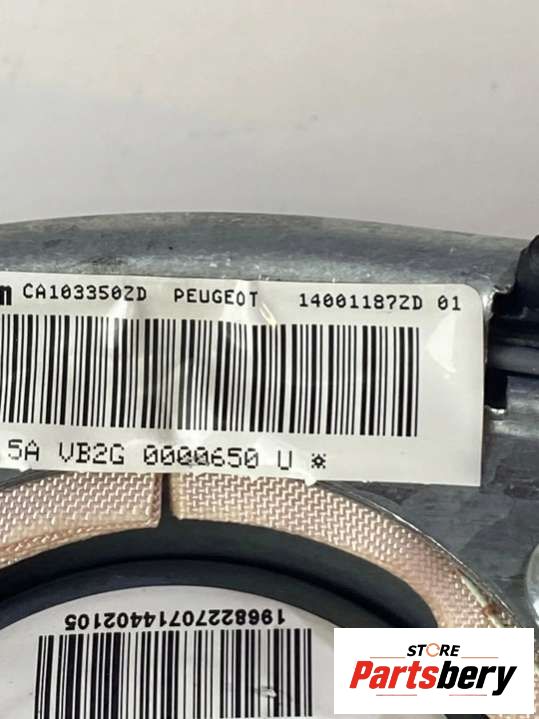 m CA103350ZD PEUGEOT 14001187ZD 01
5A VB2G 0000650 U *
19682270714402105
STORE
Partsbery